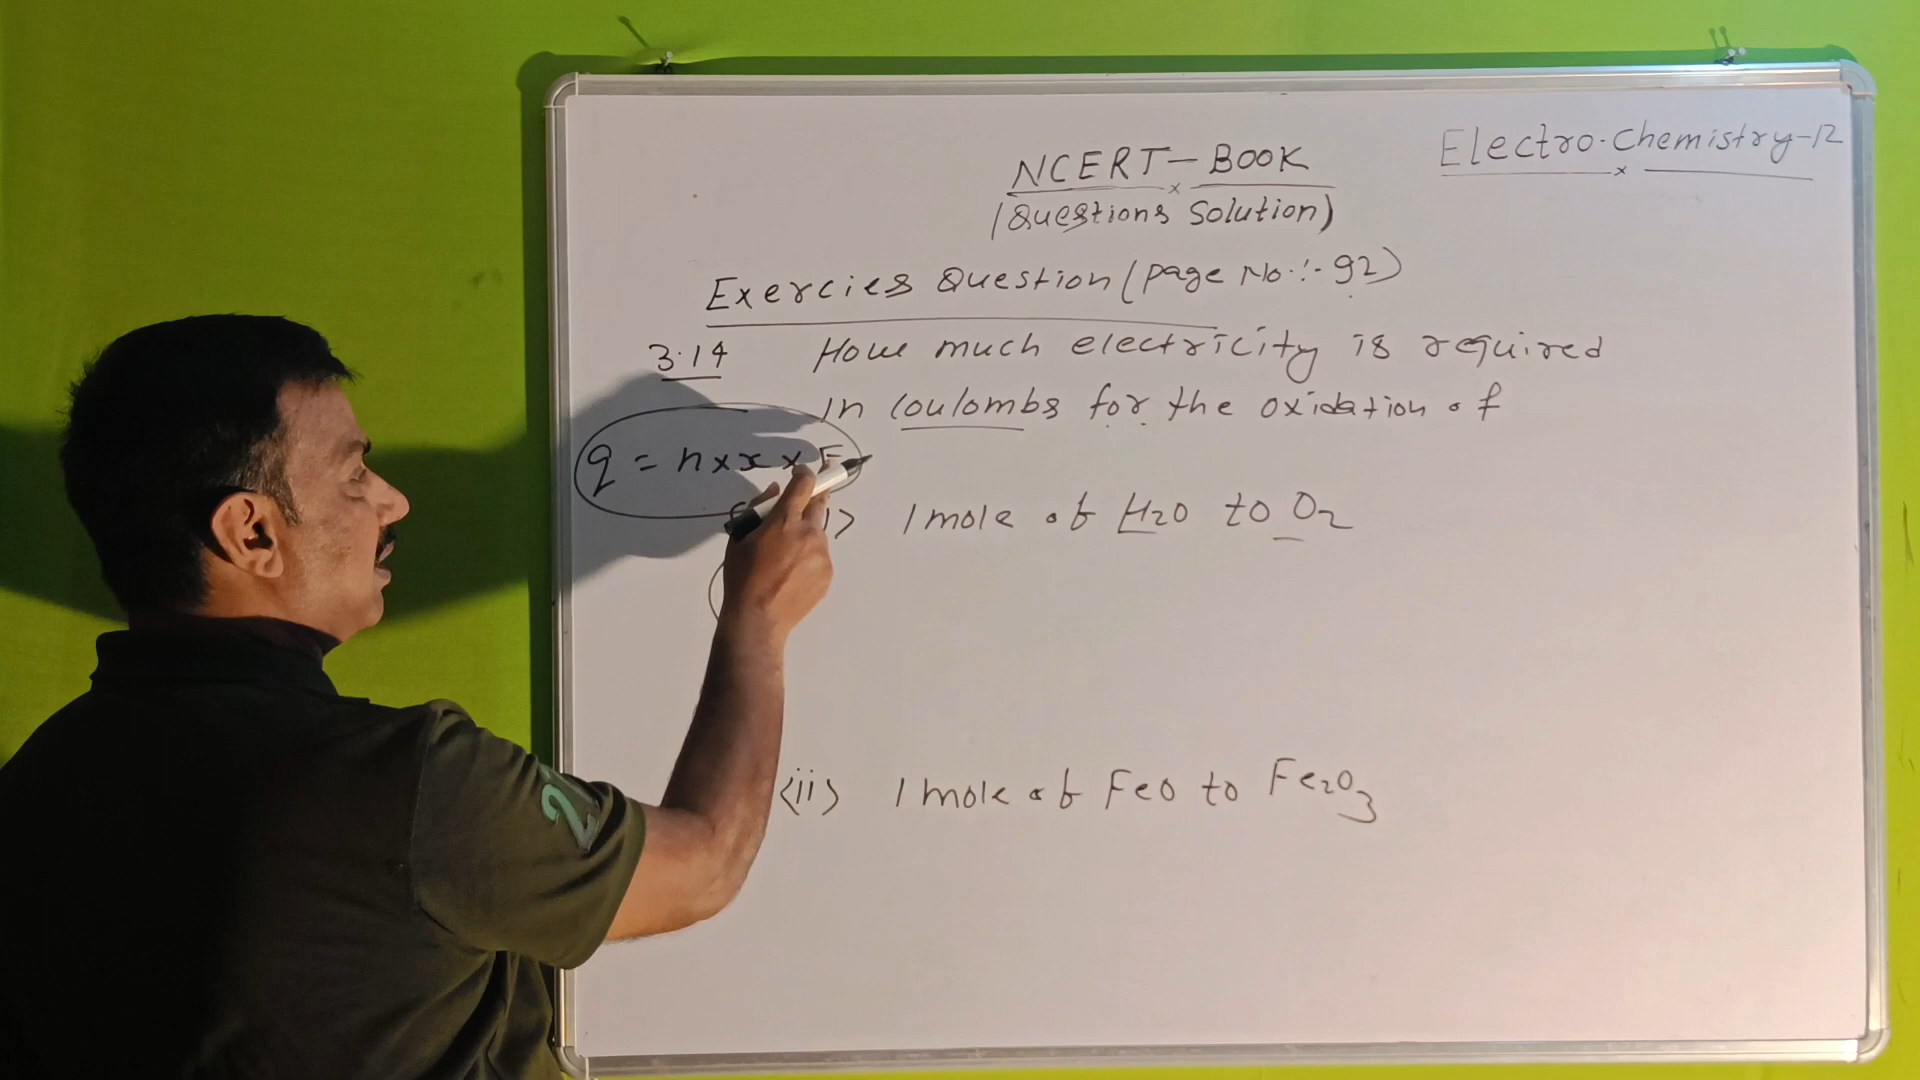 Electro-Chemistry-12
NCERT-BOOK
(Questions Solution)
Exercies Question (page No:- 92)
3.14 How much electricity is required
in Coulombs for the oxidation of
q = n×x×F
i> 1 mole of H2O to O2
<ii> 1 mole of FeO to Fe2O3
2